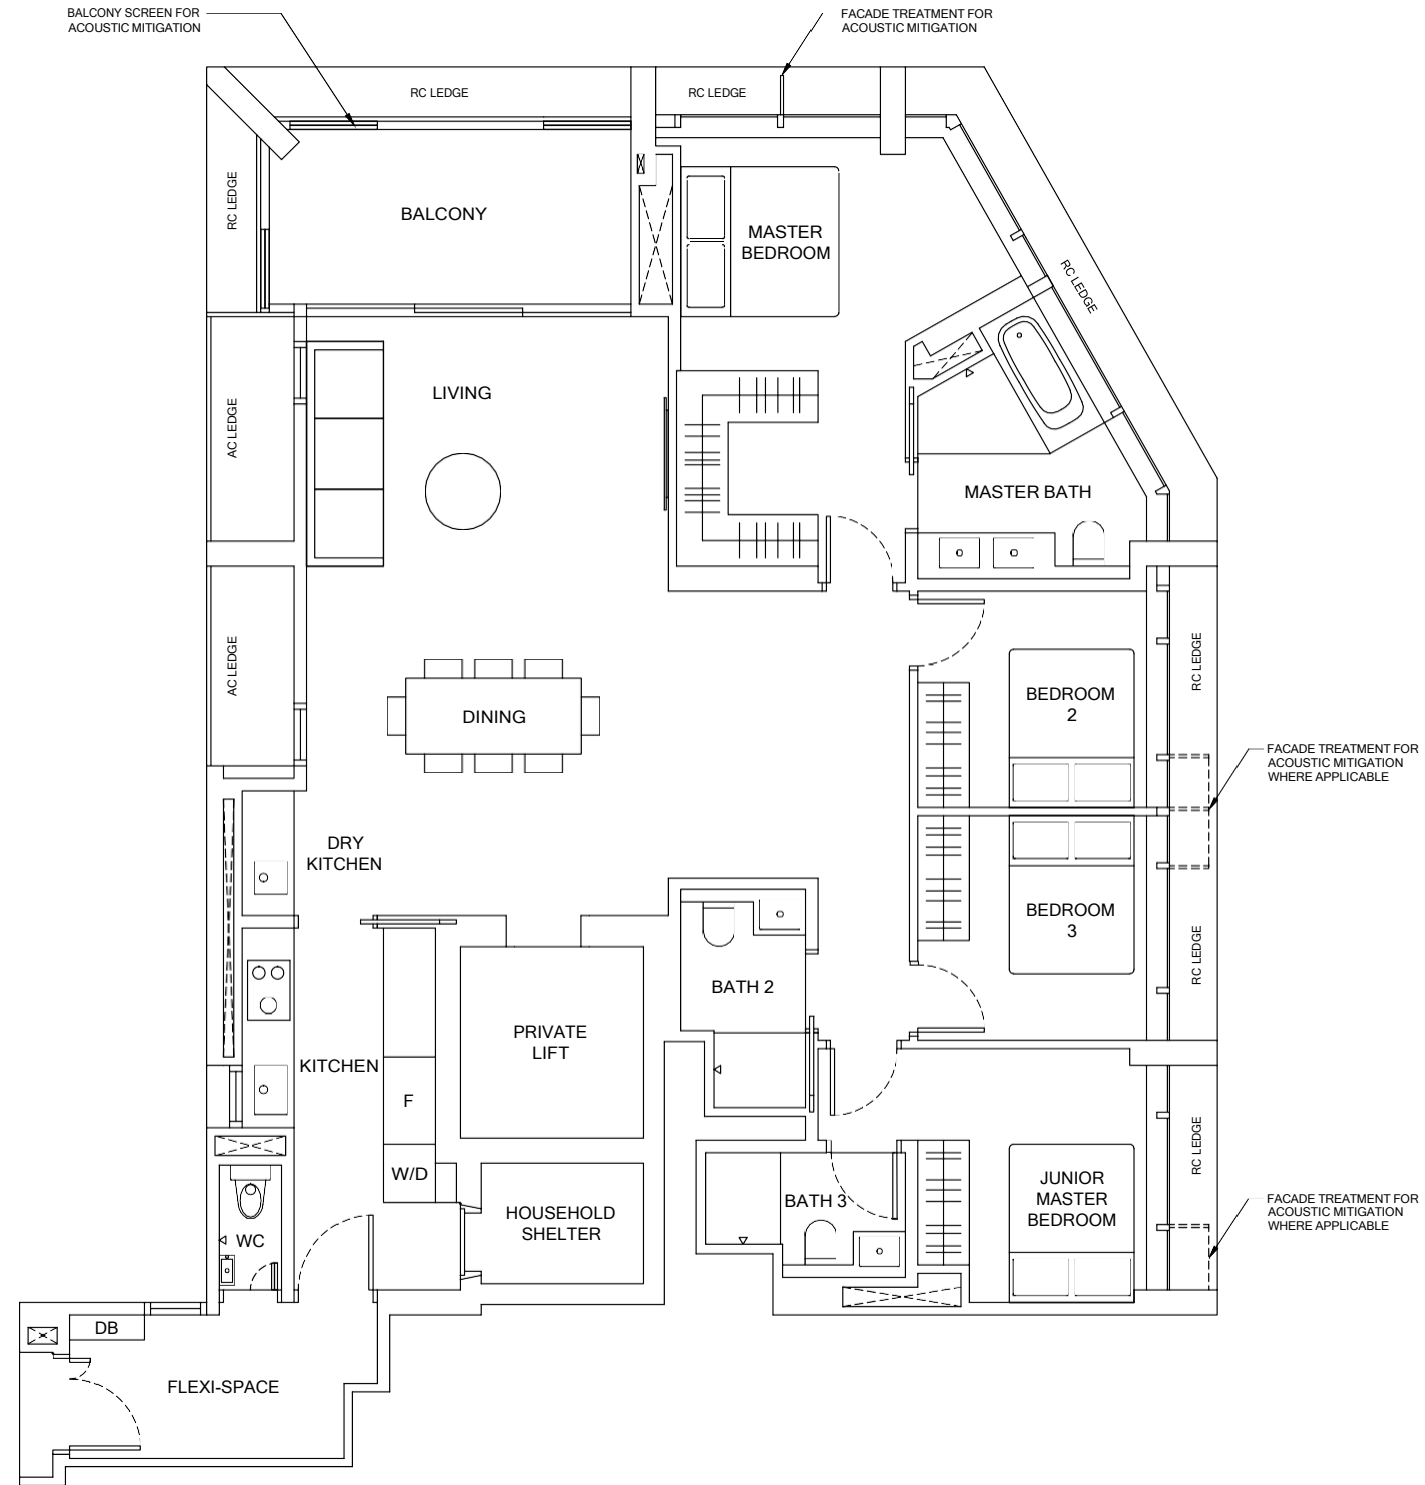 BALCONY SCREEN FOR
ACOUSTIC MITIGATION
FACADE TREATMENT FOR
ACOUSTIC MITIGATION
RC LEDGE
RC LEDGE
RC LEDGE
BALCONY
MASTER
BEDROOM
RC LEDGE
LIVING
AC LEDGE
MASTER BATH
AC LEDGE
RC LEDGE
BEDROOM
2
DINING
FACADE TREATMENT FOR
ACOUSTIC MITIGATION
WHERE APPLICABLE
DRY
KITCHEN
BEDROOM
3
RC LEDGE
BATH 2
PRIVATE
LIFT
KITCHEN
F
RC LEDGE
W/D
JUNIOR
MASTER
BEDROOM
BATH 3
HOUSEHOLD
SHELTER
FACADE TREATMENT FOR
ACOUSTIC MITIGATION
WHERE APPLICABLE
WC
DB
FLEXI-SPACE